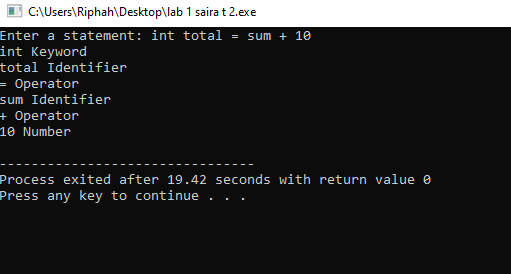 C:\Users\Riphah\Desktop\lab 1 saira t 2.exe
Enter a statement: int total = sum + 10
int Keyword
total Identifier
= Operator
sum Identifier
+ Operator
10 Number
--------------------------------
Process exited after 19.42 seconds with return value 0
Press any key to continue . . .